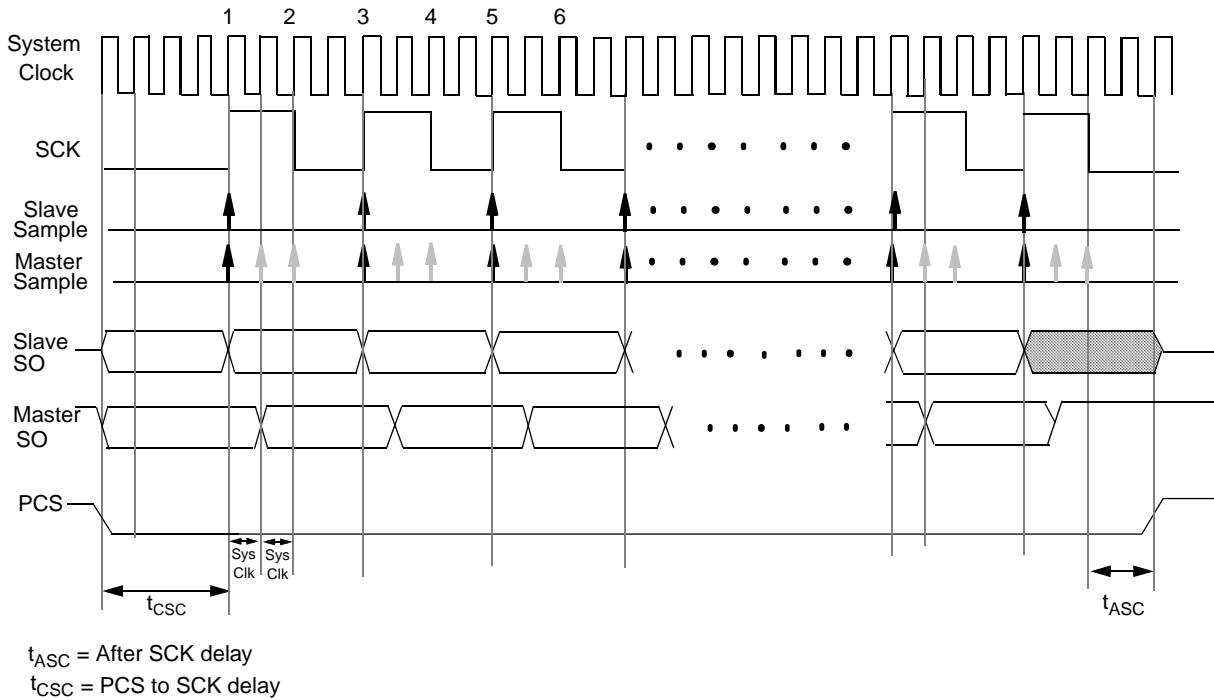 1 2 3 4 5 6
System
Clock
SCK
Slave
Sample
Master
Sample
Slave
SO
Master
SO
PCS
Sys
Clk
Sys
Clk
tCSC
tASC
tASC = After SCK delay
tCSC = PCS to SCK delay